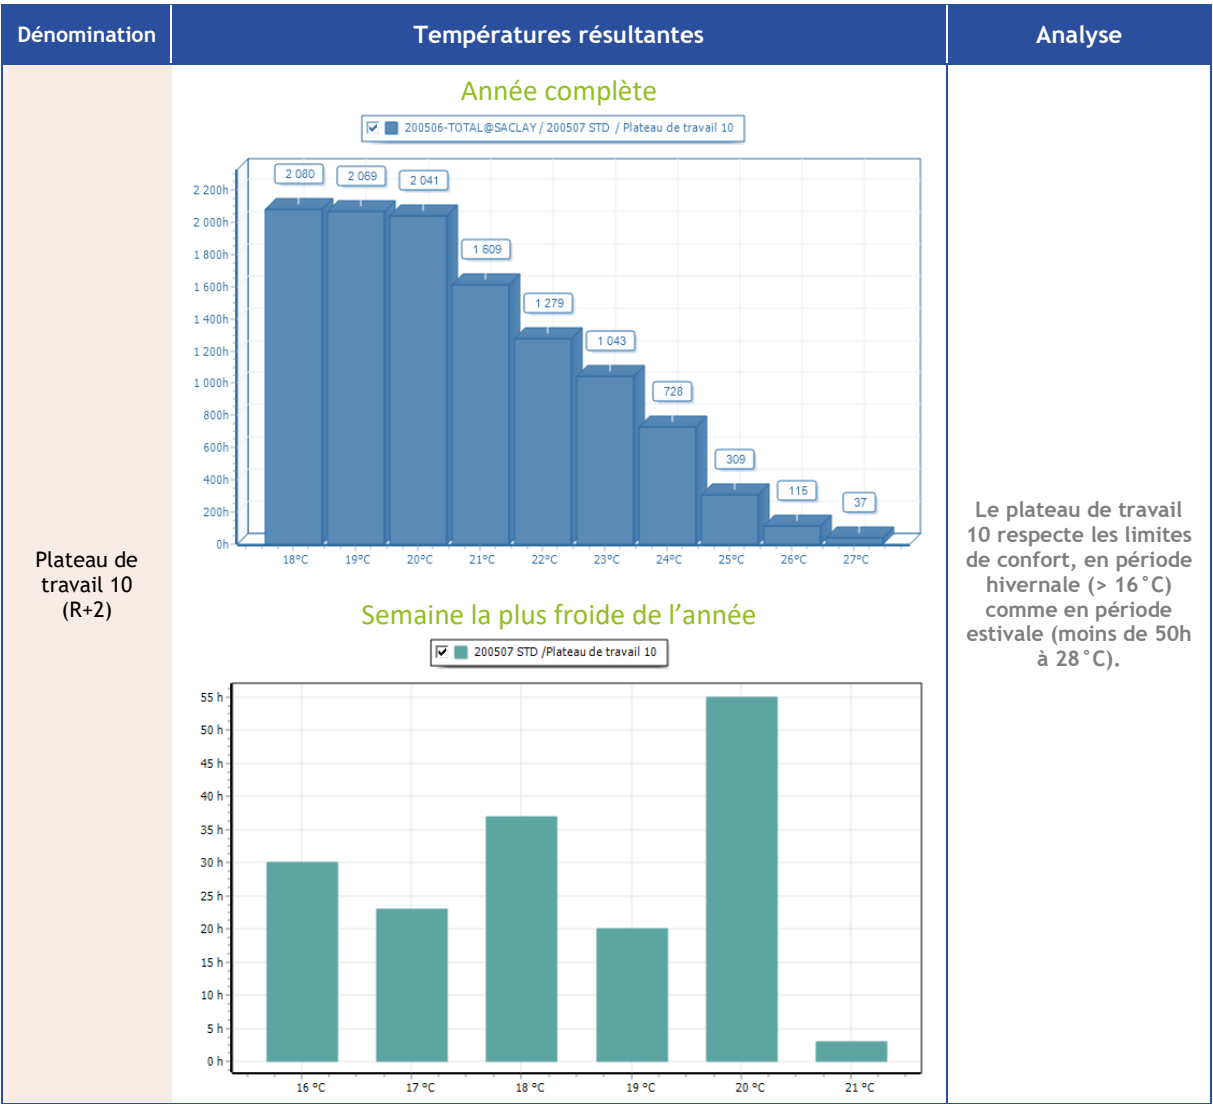 Dénomination
Températures résultantes
Analyse
Plateau de
travail 10
(R+2)
Année complète
200506-TOTAL@SACLAY / 200507 STD / Plateau de travail 10
2 200h
2 000h
1 800h
1 600h
1 400h
1 200h
1 000h
800h
600h
400h
200h
0h
2 080
2 069
2 041
1 609
1 279
1 043
728
309
115
37
18°C 19°C 20°C 21°C 22°C 23°C 24°C 25°C 26°C 27°C
Semaine la plus froide de l'année
200507 STD /Plateau de travail 10
55 h
50 h
45 h
40 h
35 h
30 h
25 h
20 h
15 h
10 h
5 h
0 h
16 °C 17 °C 18 °C 19 °C 20 °C 21 °C
Le plateau de travail
10 respecte les limites
de confort, en période
hivernale (> 16°C)
comme en période
estivale (moins de 50h
à 28°C).